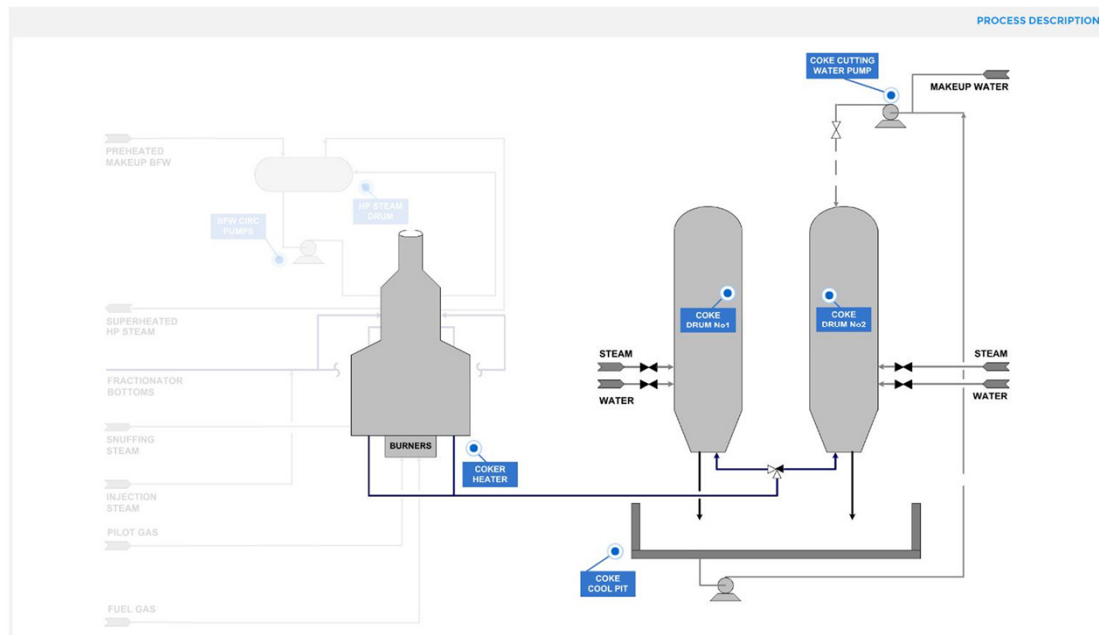 PROCESS DESCRIPTION
COKE CUTTING
WATER PUMP
MAKEUP WATER
PREHEATED
MAKEUP BFW
HP STEAM
DRUM
BFW CIRC
PUMPS
SUPERHEATED
HP STEAM
COKE
DRUM No1
COKE
DRUM No2
STEAM
WATER
STEAM
WATER
FRACTIONATOR
BOTTOMS
SNUFFING
STEAM
BURNERS
COKER
HEATER
INJECTION
STEAM
PILOT GAS
COKE
COOL PIT
FUEL GAS